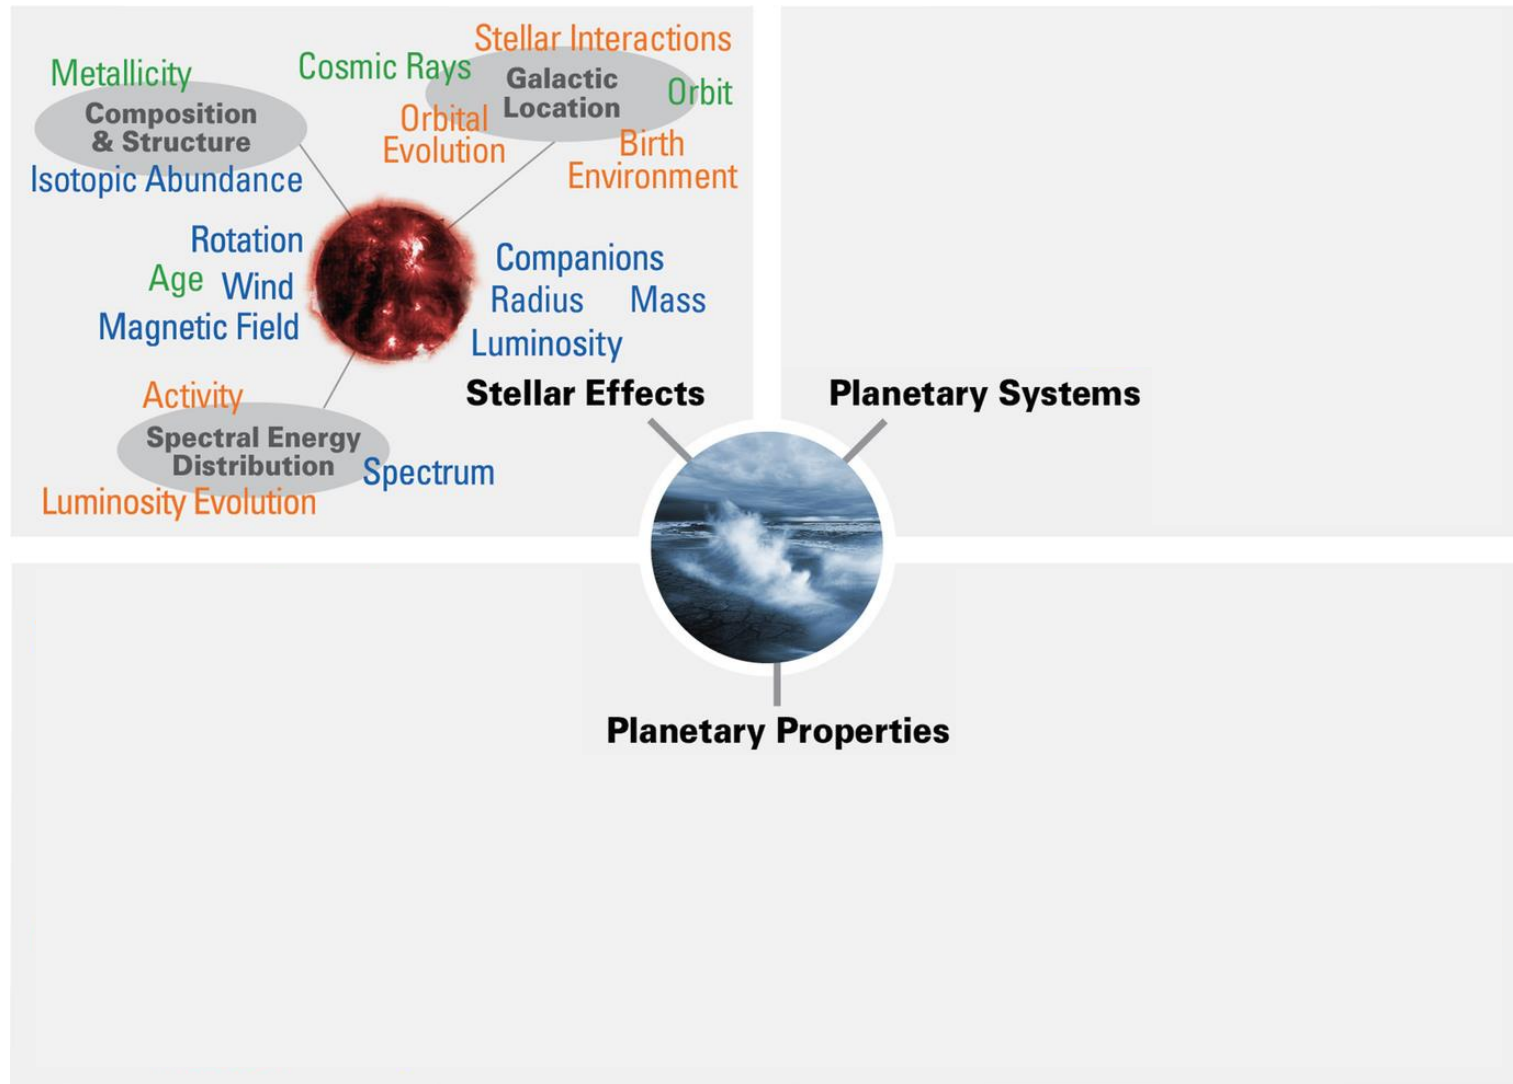 Stellar Interactions
Metallicity
Cosmic Rays
Galactic
Location
Orbit
Composition
& Structure
Orbital
Evolution
Birth
Environment
Isotopic Abundance
Rotation
Companions
Age
Wind
Radius
Mass
Magnetic Field
Luminosity
Activity
Stellar Effects
Planetary Systems
Spectral Energy
Distribution
Spectrum
Luminosity Evolution
Planetary Properties